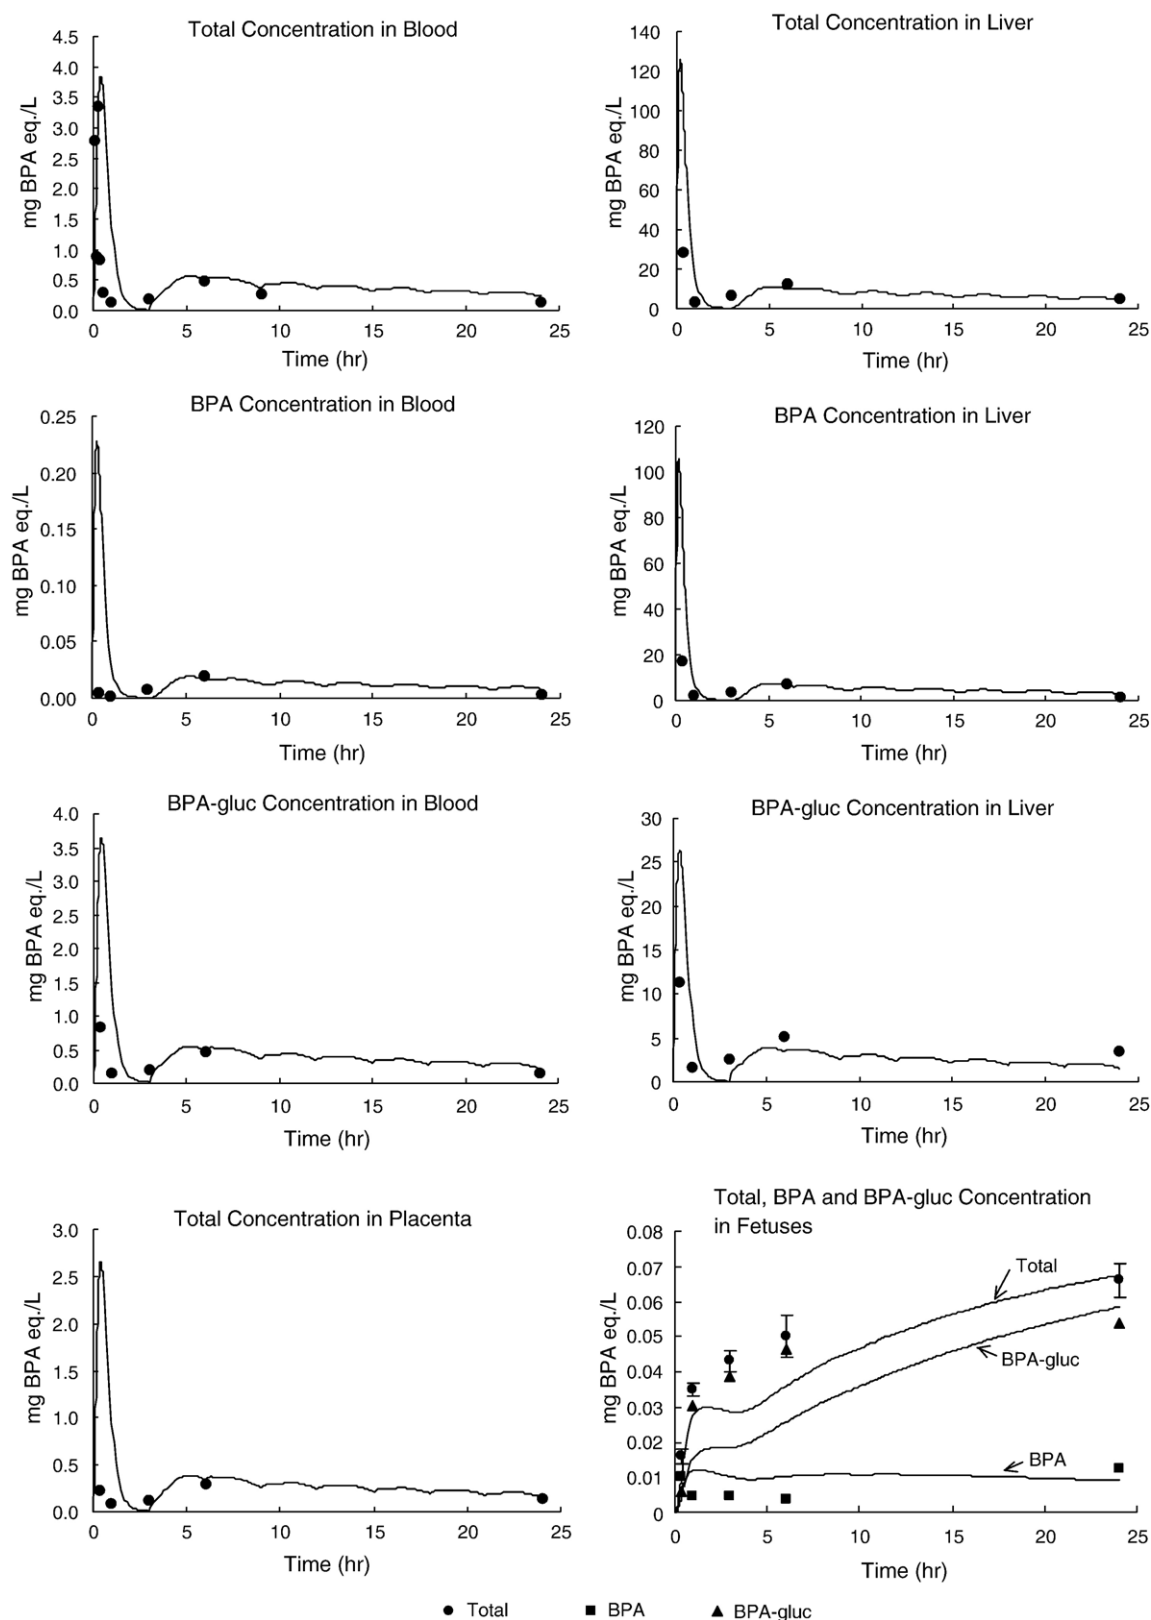 Total Concentration in Blood
mg BPA eq./L
4.5
4.0
3.5
3.0
2.5
2.0
1.5
1.0
0.5
0.0
0 5 10 15 20 25
Time (hr)
Total Concentration in Liver
mg BPA eq./L
140
120
100
80
60
40
20
0
0 5 10 15 20 25
Time (hr)
BPA Concentration in Blood
mg BPA eq./L
0.25
0.20
0.15
0.10
0.05
0.00
0 5 10 15 20 25
Time (hr)
BPA Concentration in Liver
mg BPA eq./L
120
100
80
60
40
20
0
0 5 10 15 20 25
Time (hr)
BPA-gluc Concentration in Blood
mg BPA eq./L
4.0
3.5
3.0
2.5
2.0
1.5
1.0
0.5
0.0
0 5 10 15 20 25
Time (hr)
BPA-gluc Concentration in Liver
mg BPA eq./L
30
25
20
15
10
5
0
0 5 10 15 20 25
Time (hr)
Total Concentration in Placenta
mg BPA eq./L
3.0
2.5
2.0
1.5
1.0
0.5
0.0
0 5 10 15 20 25
Time (hr)
Total, BPA and BPA-gluc Concentration
in Fetuses
mg BPA eq./L
0.08
0.07
0.06
0.05
0.04
0.03
0.02
0.01
0
Total
BPA-gluc
BPA
0 5 10 15 20 25
Time (hr)
Total BPA BPA-gluc